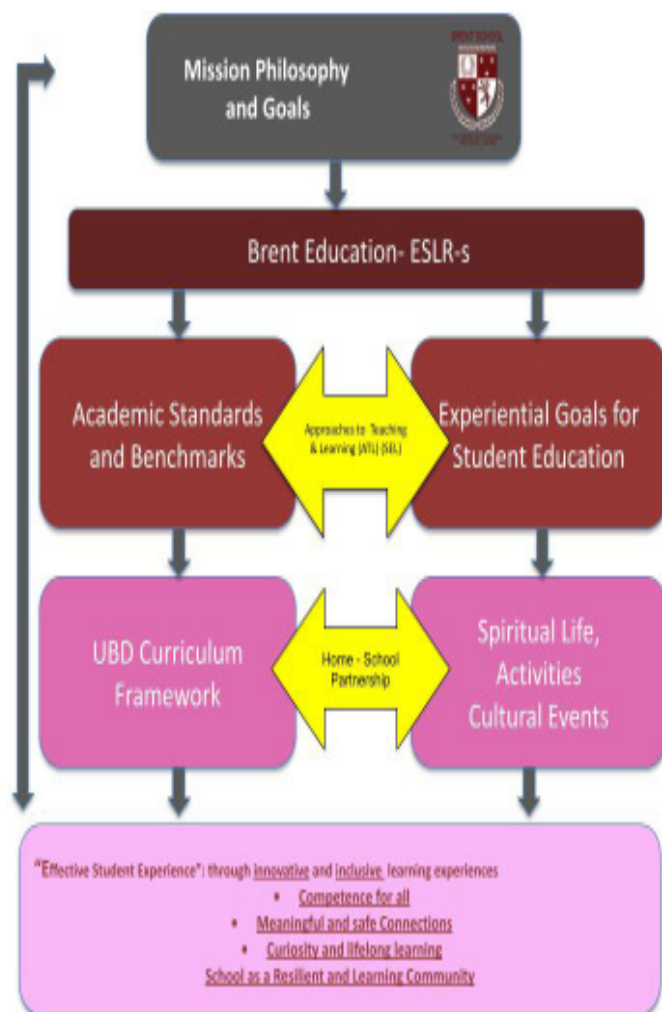 BRENT SCHOOL
Mission Philosophy
and Goals
Brent Education- ESLR-s
Academic Standards
and Benchmarks
Approaches to Teaching
& Learning (ATL) (SEL)
Experiential Goals for
Student Education
UBD Curriculum
Framework
Home - School
Partnership
Spiritual Life,
Activities
Cultural Events
"Effective Student Experience": through innovative and inclusive learning experiences
• Competence for all
• Meaningful and safe Connections
• Curiosity and lifelong learning
School as a Resilient and Learning Community